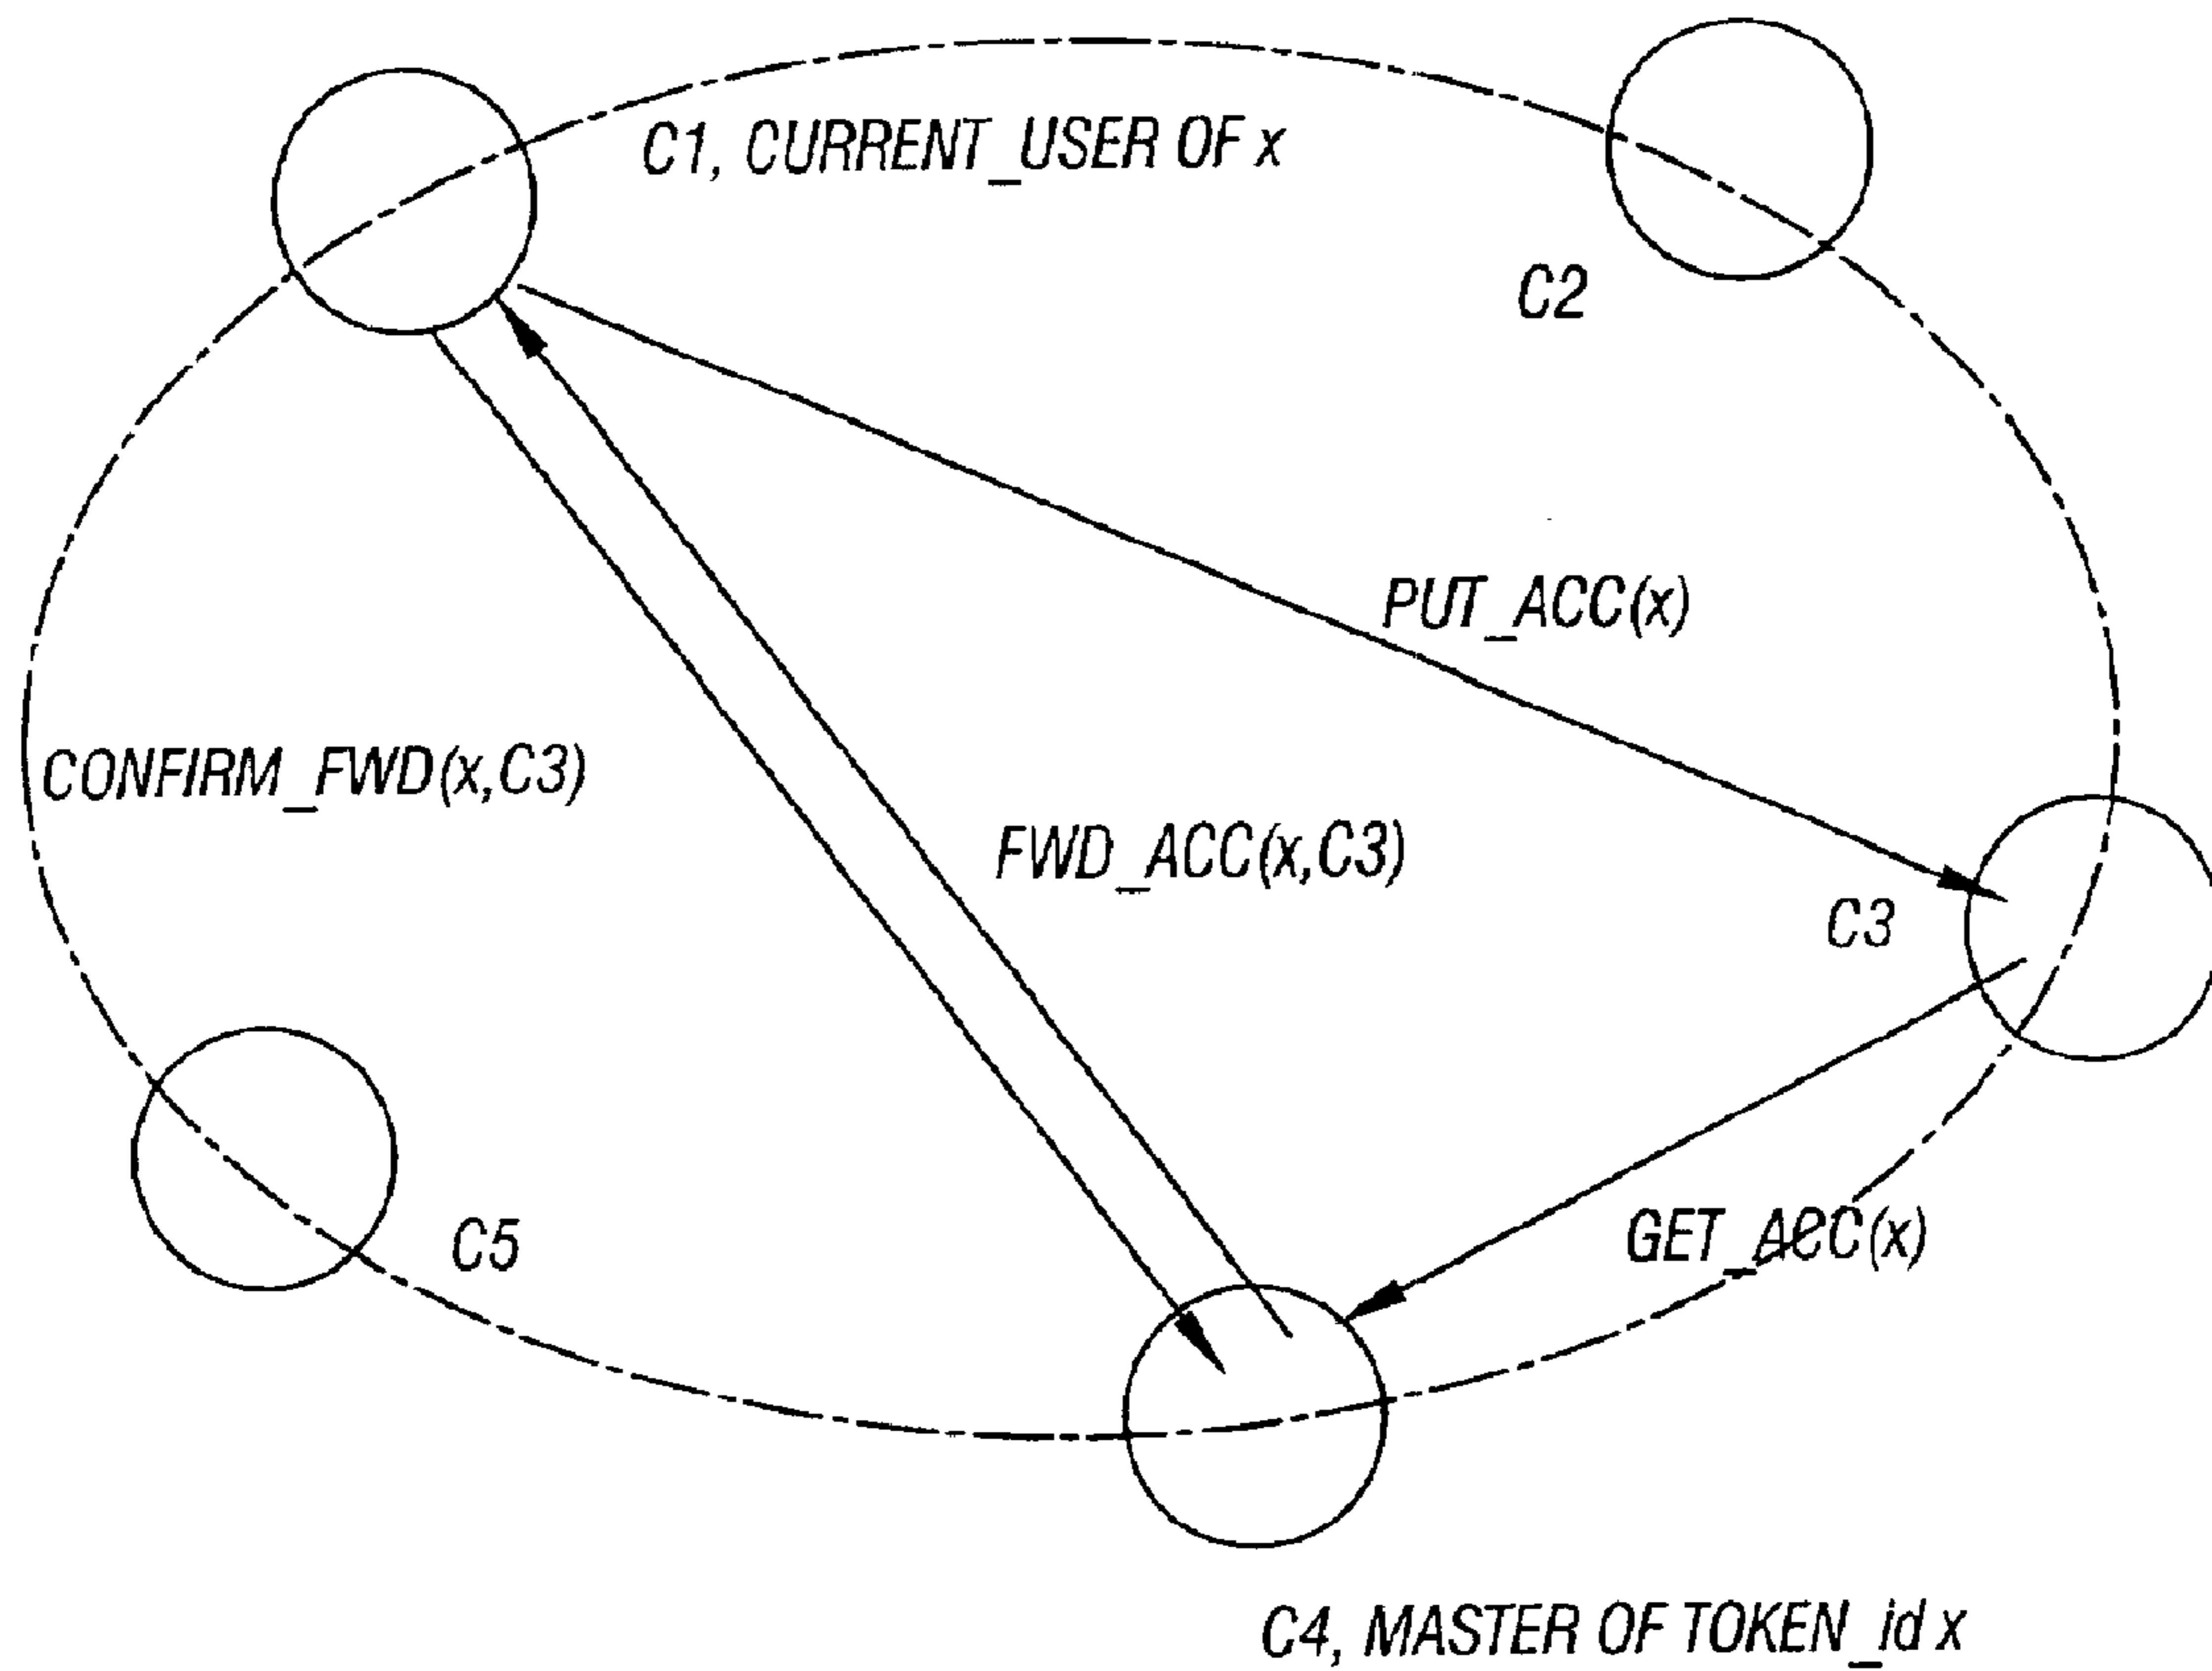 C1, CURRENT_USER OF x
C2
PUT_ACC(x)
CONFIRM_FWD(x,C3)
FWD_ACC(x,C3)
C3
GET_ACC(x)
C5
C4, MASTER OF TOKEN_id x